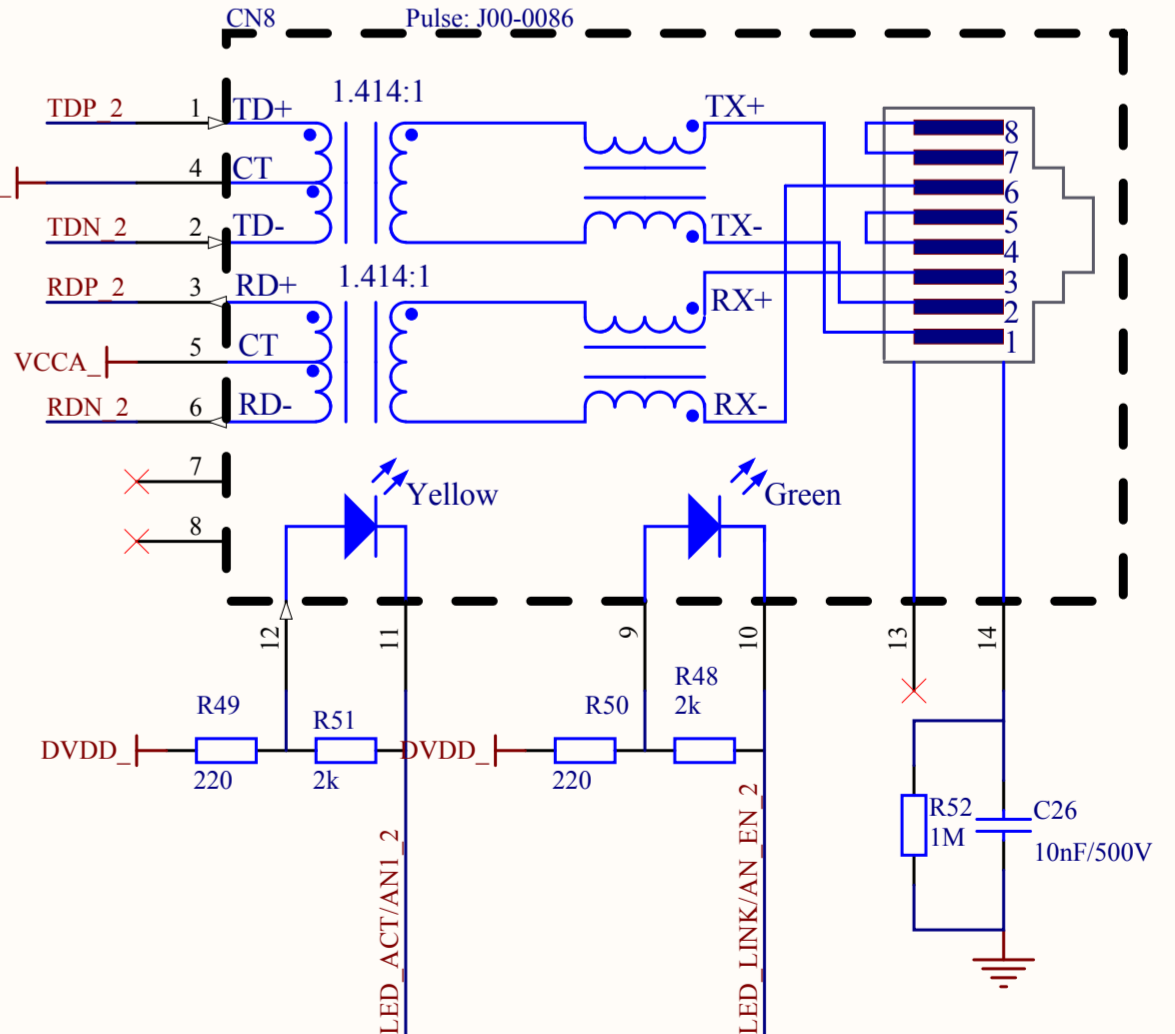 CN8
Pulse: J00-0086
1.414:1
TDP_2
1
TD+
TX+
8
7
4
CT
6
5
TDN_2
2
TD-
TX-
4
1.414:1
RDP_2
3
RD+
3
RX+
2
1
VCCA_
5
CT
RDN_2
6
RD-
RX-
7
Yellow
Green
8
12
11
9
10
13
14
R49
R51
R50
R48
2k
DVDD_
220
2k
DVDD_
220
R52
1M
C26
10nF/500V
LED_ACT/AN1_2
LED_LINK/AN_EN_2